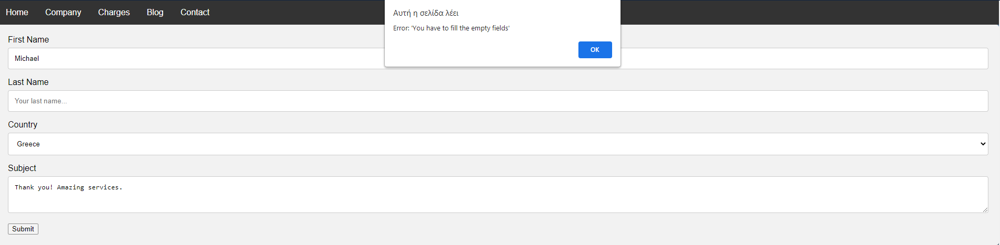 Home Company Charges Blog Contact
Αυτή η σελίδα λέει
Error: 'You have to fill the empty fields'
OK
First Name
Michael
Last Name
Your last name...
Country
Greece
Subject
Thank you! Amazing services.
Submit